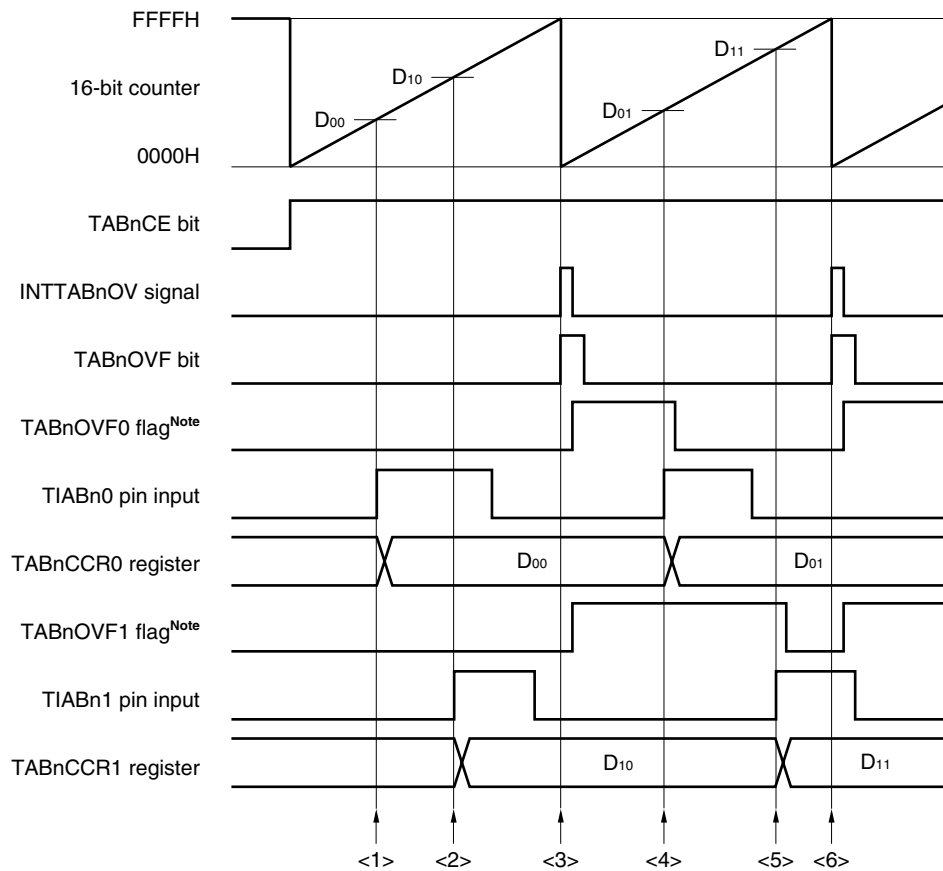 FFFFH
D11
D10
16-bit counter
D01
D00
0000H
TABnCE bit
INTTABnOV signal
TABnOVF bit
TABnOVF0 flagNote
TIABn0 pin input
TABnCCR0 register
D00
D01
TABnOVF1 flagNote
TIABn1 pin input
TABnCCR1 register
D10
D11
<1> <2> <3> <4> <5> <6>